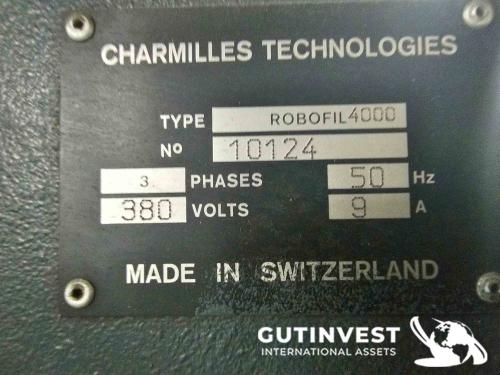 CHARMILLES TECHNOLOGIES
TYPE ROBOFIL4000
Nº 10124
3 PHASES 50 Hz
380 VOLTS 9 A
MADE IN SWITZERLAND
GUTINVEST
INTERNATIONAL ASSETS